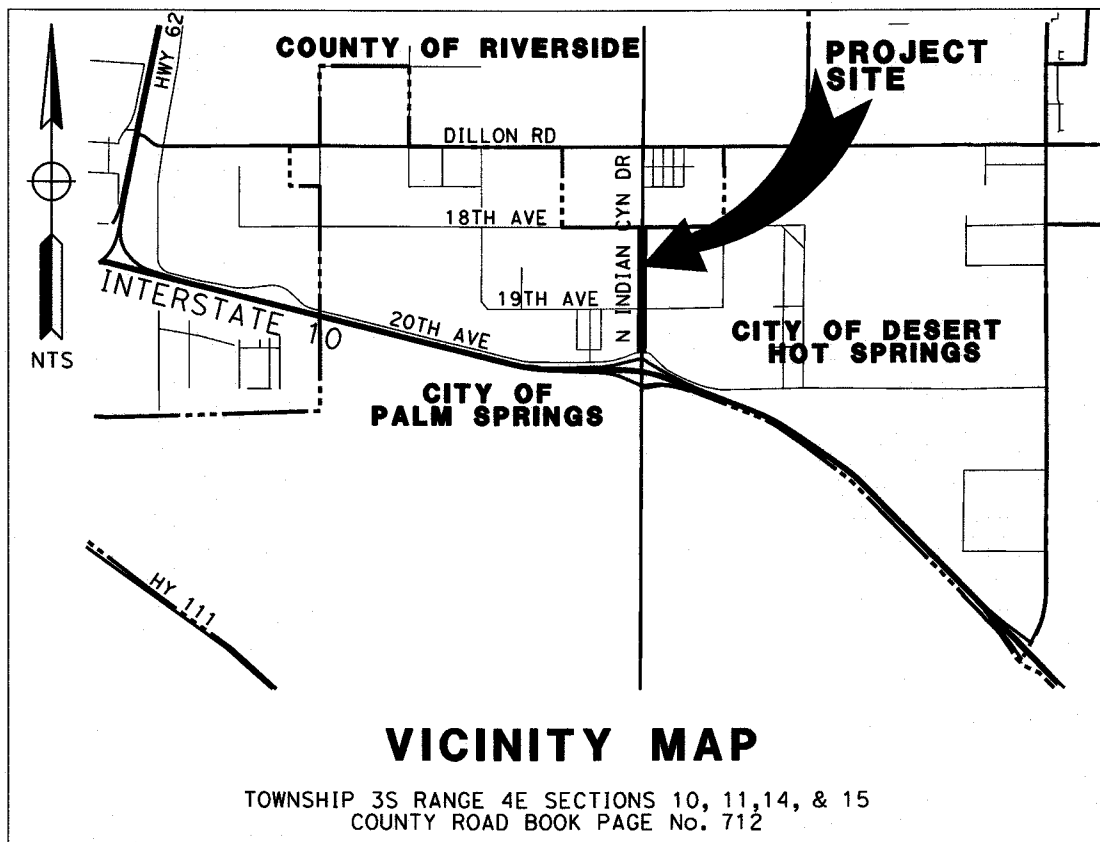 HWY 62
COUNTY OF RIVERSIDE
PROJECT
SITE
DILLON RD
18TH AVE
N INDIAN CYN DR
19TH AVE
INTERSTATE 10
20TH AVE
NTS
CITY OF DESERT
HOT SPRINGS
CITY OF
PALM SPRINGS
HY 111
VICINITY MAP
TOWNSHIP 3S RANGE 4E SECTIONS 10, 11,14, & 15
COUNTY ROAD BOOK PAGE No. 712